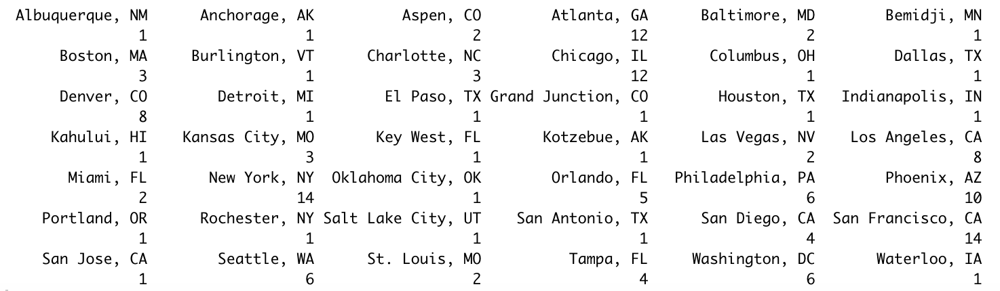 Albuquerque, NM Anchorage, AK Aspen, CO Atlanta, GA Baltimore, MD Bemidji, MN
1 1 2 12 2 1
Boston, MA Burlington, VT Charlotte, NC Chicago, IL Columbus, OH Dallas, TX
3 1 3 12 1 1
Denver, CO Detroit, MI El Paso, TX Grand Junction, CO Houston, TX Indianapolis, IN
8 1 1 1 1 1
Kahului, HI Kansas City, MO Key West, FL Kotzebue, AK Las Vegas, NV Los Angeles, CA
1 3 1 1 2 8
Miami, FL New York, NY Oklahoma City, OK Orlando, FL Philadelphia, PA Phoenix, AZ
2 14 1 5 6 10
Portland, OR Rochester, NY Salt Lake City, UT San Antonio, TX San Diego, CA San Francisco, CA
1 1 1 1 4 14
San Jose, CA Seattle, WA St. Louis, MO Tampa, FL Washington, DC Waterloo, IA
1 6 2 4 6 1